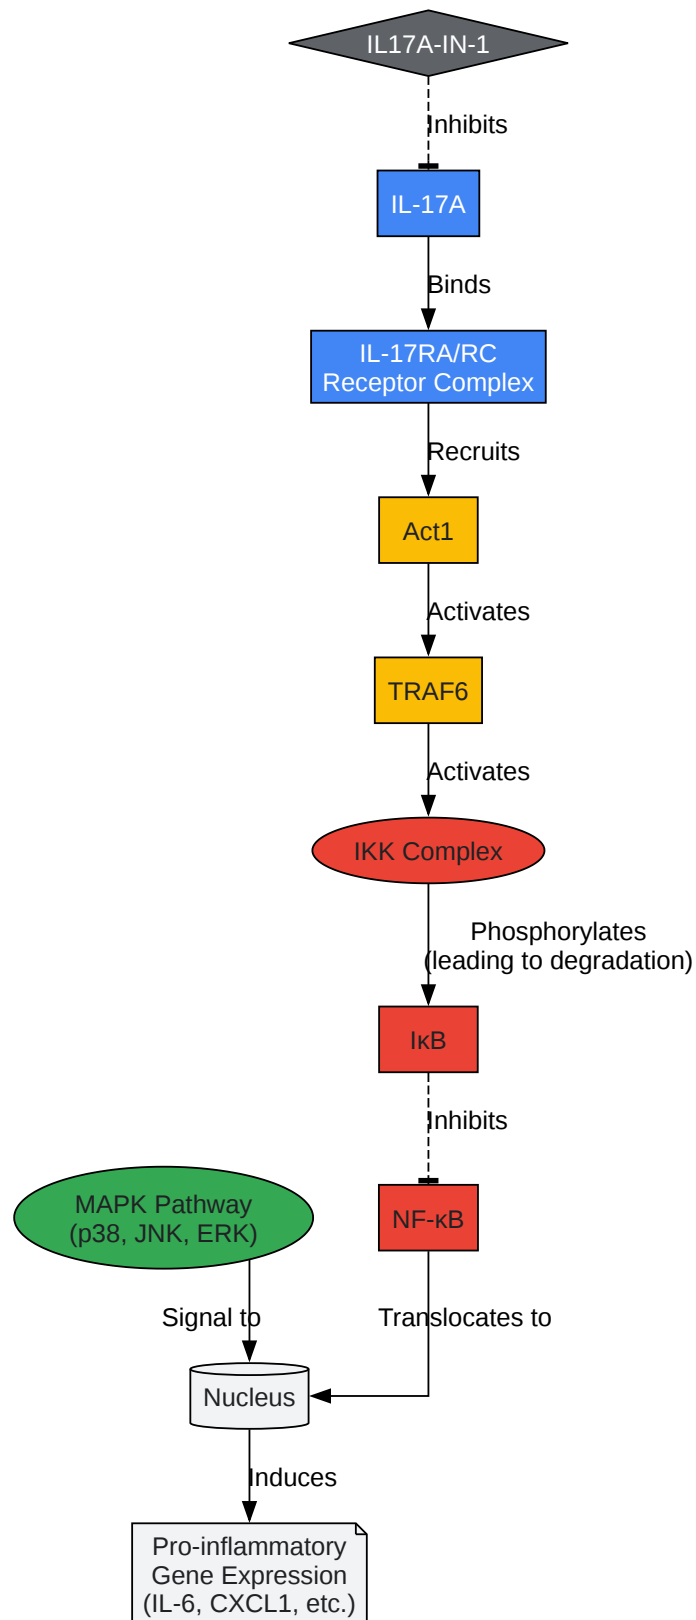 IL17A-IN-1
Inhibits
IL-17A
Binds
IL-17RA/RC
Receptor Complex
Recruits
Act1
Activates
TRAF6
Activates
IKK Complex
Phosphorylates
(leading to degradation)
IκB
Inhibits
MAPK Pathway
(p38, JNK, ERK)
NF-κB
Signal to
Translocates to
Nucleus
Induces
Pro-inflammatory
Gene Expression
(IL-6, CXCL1, etc.)